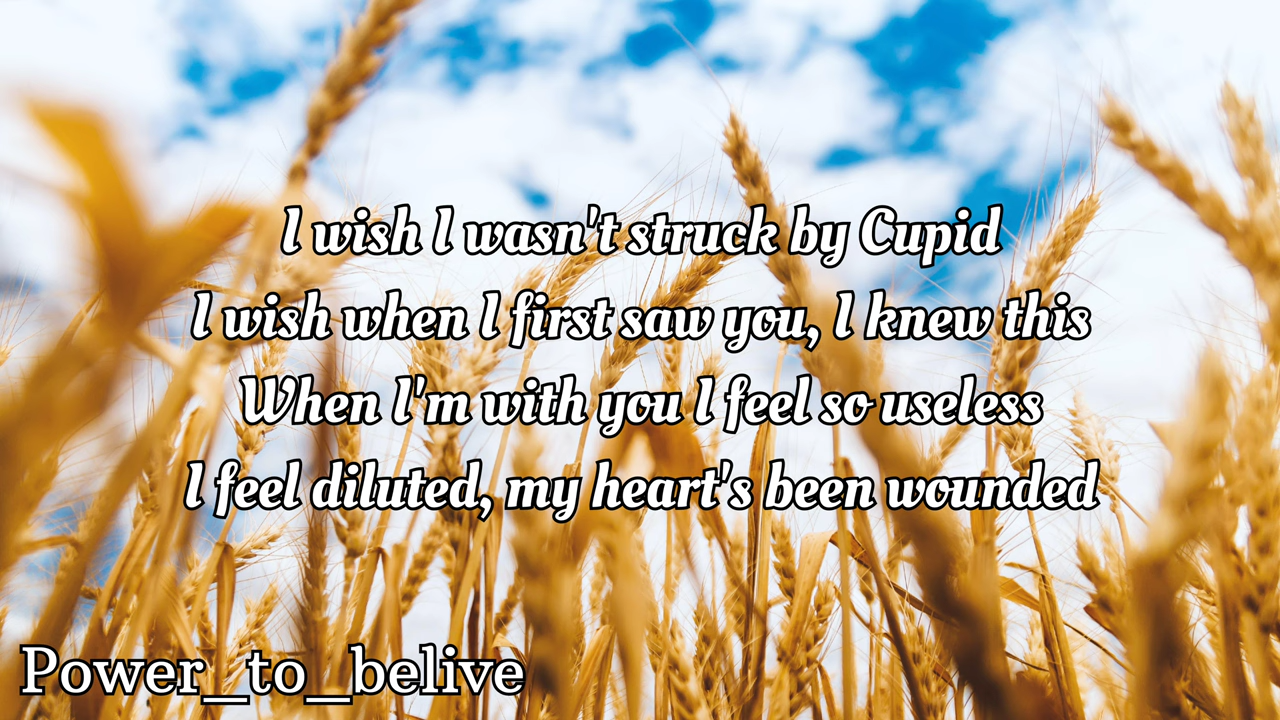 I wish I wasn't struck by Cupid
I wish when I first saw you, I knew this
When I'm with you I feel so useless
I feel diluted, my heart's been wounded
Power_to_belive